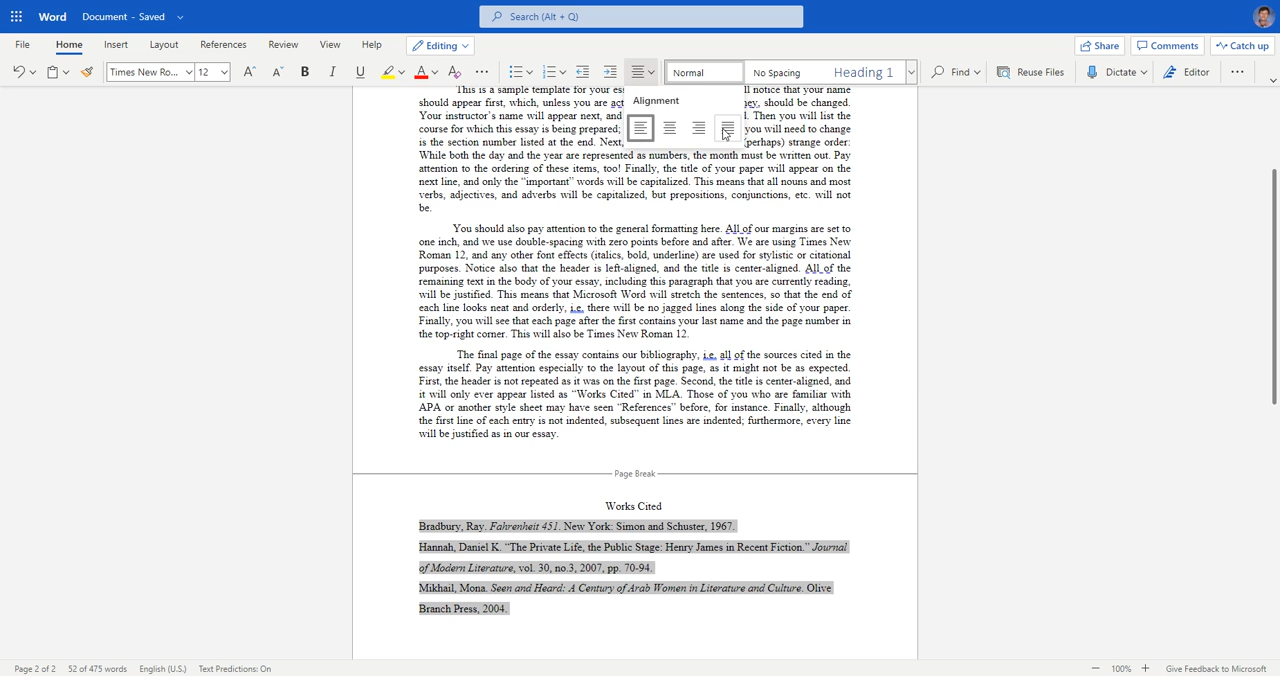 Word Document - Saved Search (Alt + Q)
File Home Insert Layout References Review View Help Editing Share Comments Catch up
Times New Ro... 12 B I U A Normal No Spacing Heading 1 Find Reuse Files Dictate Editor
Alignment
This is a sample template for your es ll notice that your name
should appear first, which, unless you are act ey, should be changed.
Your instructor's name will appear next, and . Then you will list the
course for which this essay is being prepared; you will need to change
is the section number listed at the end. Next, (perhaps) strange order:
While both the day and the year are represented as numbers, the month must be written out. Pay
attention to the ordering of these items, too! Finally, the title of your paper will appear on the
next line, and only the “important” words will be capitalized. This means that all nouns and most
verbs, adjectives, and adverbs will be capitalized, but prepositions, conjunctions, etc. will not
be.
You should also pay attention to the general formatting here. All of our margins are set to
one inch, and we use double-spacing with zero points before and after. We are using Times New
Roman 12, and any other font effects (italics, bold, underline) are used for stylistic or citational
purposes. Notice also that the header is left-aligned, and the title is center-aligned. All of the
remaining text in the body of your essay, including this paragraph that you are currently reading,
will be justified. This means that Microsoft Word will stretch the sentences, so that the end of
each line looks neat and orderly, i.e. there will be no jagged lines along the side of your paper.
Finally, you will see that each page after the first contains your last name and the page number in
the top-right corner. This will also be Times New Roman 12.
The final page of the essay contains our bibliography, i.e. all of the sources cited in the
essay itself. Pay attention especially to the layout of this page, as it might not be as expected.
First, the header is not repeated as it was on the first page. Second, the title is center-aligned, and
it will only ever appear listed as “Works Cited” in MLA. Those of you who are familiar with
APA or another style sheet may have seen “References” before, for instance. Finally, although
the first line of each entry is not indented, subsequent lines are indented; furthermore, every line
will be justified as in our essay.
Page Break
Works Cited
Bradbury, Ray. Fahrenheit 451. New York: Simon and Schuster, 1967.
Hannah, Daniel K. “The Private Life, the Public Stage: Henry James in Recent Fiction.” Journal
of Modern Literature, vol. 30, no.3, 2007, pp. 70-94.
Mikhail, Mona. Seen and Heard: A Century of Arab Women in Literature and Culture. Olive
Branch Press, 2004.
Page 2 of 2 52 of 475 words English (U.S.) Text Predictions: On 100% Give Feedback to Microsoft